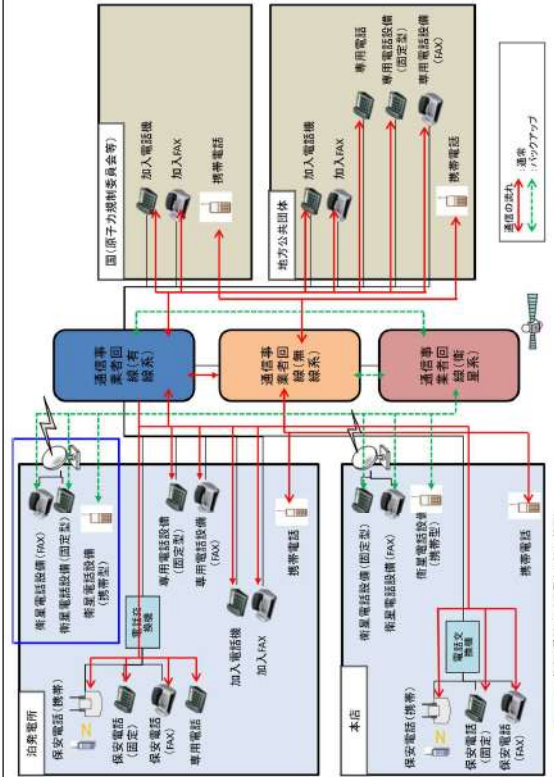 泊発電所
衛星電話設備(FAX)
衛星電話設備(固定型)
衛星電話設備
(携帯型)
保安電話(携帯)
保安電話
(固定)
保安電話
(FAX)
専用電話
専用電話設備
(固定型)
専用電話設備
(FAX)
加入電話機
加入FAX
携帯電話
本店
衛星電話設備(固定型)
衛星電話設備(FAX)
衛星電話設備
(携帯型)
電話交
換機
保安電話(携帯)
保安電話
(固定)
保安電話
(FAX)
携帯電話
通信事
業者回
線(有
線系)
通信事
業者回
線(無
線系)
通信事
業者回
線(衛
星系)
国(原子力規制委員会等)
加入電話機
加入FAX
携帯電話
地方公共団体
加入電話機
加入FAX
専用電話
専用電話設備
(固定型)
専用電話設備
(FAX)
携帯電話
通信の流れ
:通常
:バックアップ